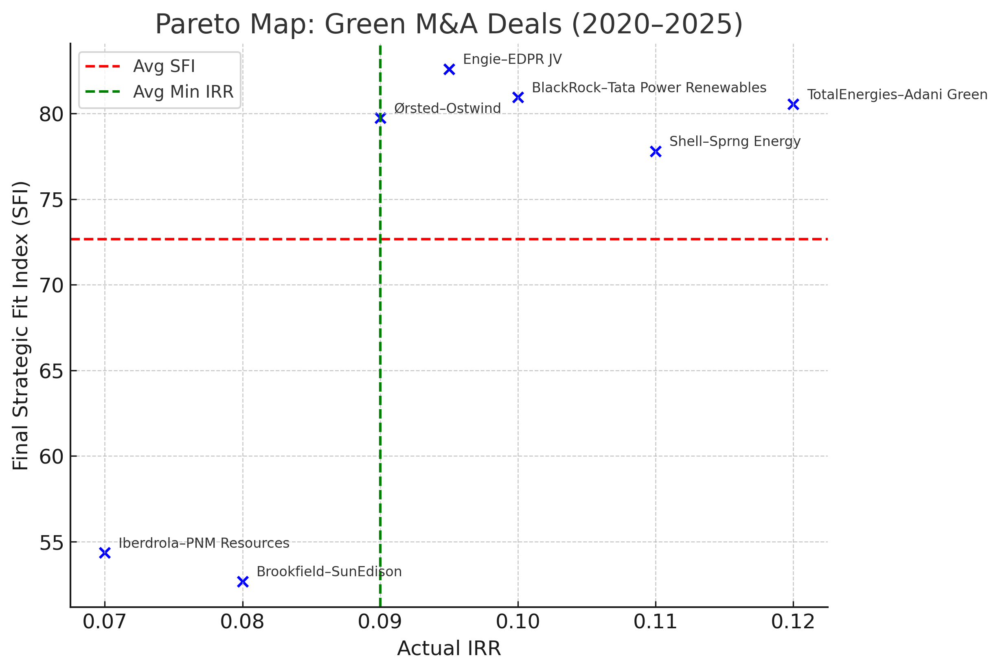 Pareto Map: Green M&A Deals (2020–2025)
Avg SFI
Avg Min IRR
Engie–EDPR JV
BlackRock–Tata Power Renewables
TotalEnergies–Adani Green
Ørsted–Ostwind
Shell–Sprng Energy
Iberdrola–PNM Resources
Brookfield–SunEdison
Final Strategic Fit Index (SFI)
80
75
70
65
60
55
0.07 0.08 0.09 0.10 0.11 0.12
Actual IRR